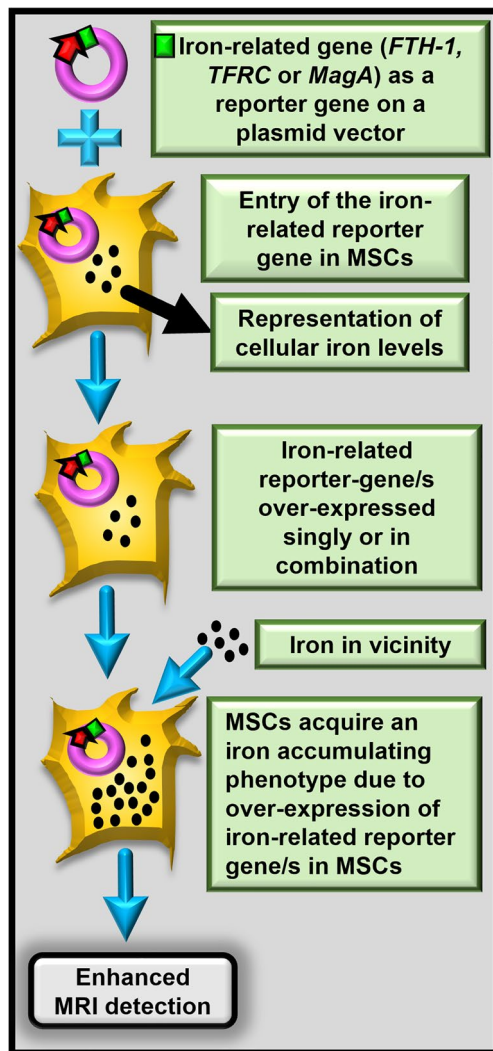 Iron-related gene (FTH-1,
TFRC or MagA) as a
reporter gene on a
plasmid vector
Entry of the iron-
related reporter
gene in MSCs
Representation of
cellular iron levels
Iron-related
reporter-gene/s
over-expressed
singly or in
combination
Iron in vicinity
MSCs acquire an
iron accumulating
phenotype due to
over-expression of
iron-related reporter
gene/s in MSCs
Enhanced
MRI detection